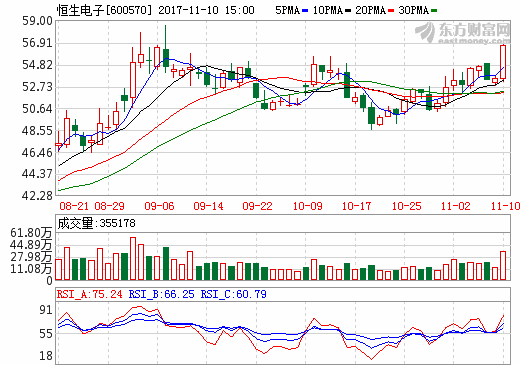 恒生电子[600570] 2017-11-10 15:00 5PMA 10PMA 20PMA 30PMA
东方财富网
eastmoney.com
59.00
56.91
54.82
52.73
50.64
48.55
46.46
44.37
42.28
08-21 08-29 09-06 09-14 09-22 10-09 10-17 10-25 11-02 11-10
成交量:355178
61.80万
44.89万
27.98万
11.08万
0
RSI_A:75.24 RSI_B:66.25 RSI_C:60.79
91
55
18